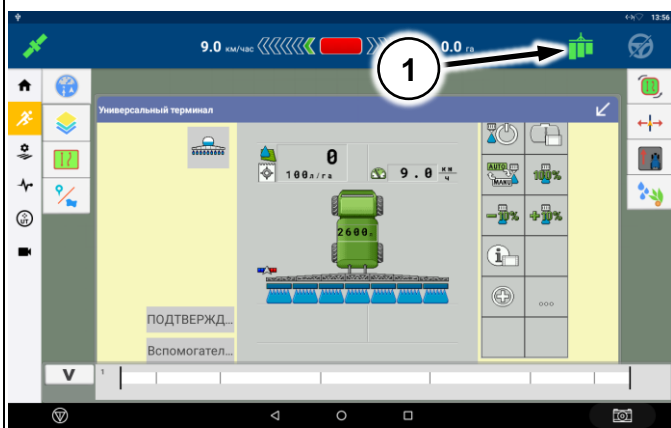 13:56
9.0 км/час
0.0 га
1
Универсальный терминал
0
100л/га
9.0 км/ч
AUTO
MANU
100%
2600л
-10%
+10%
i
ПОДТВЕРЖД...
Вспомогател...
UT
V
1